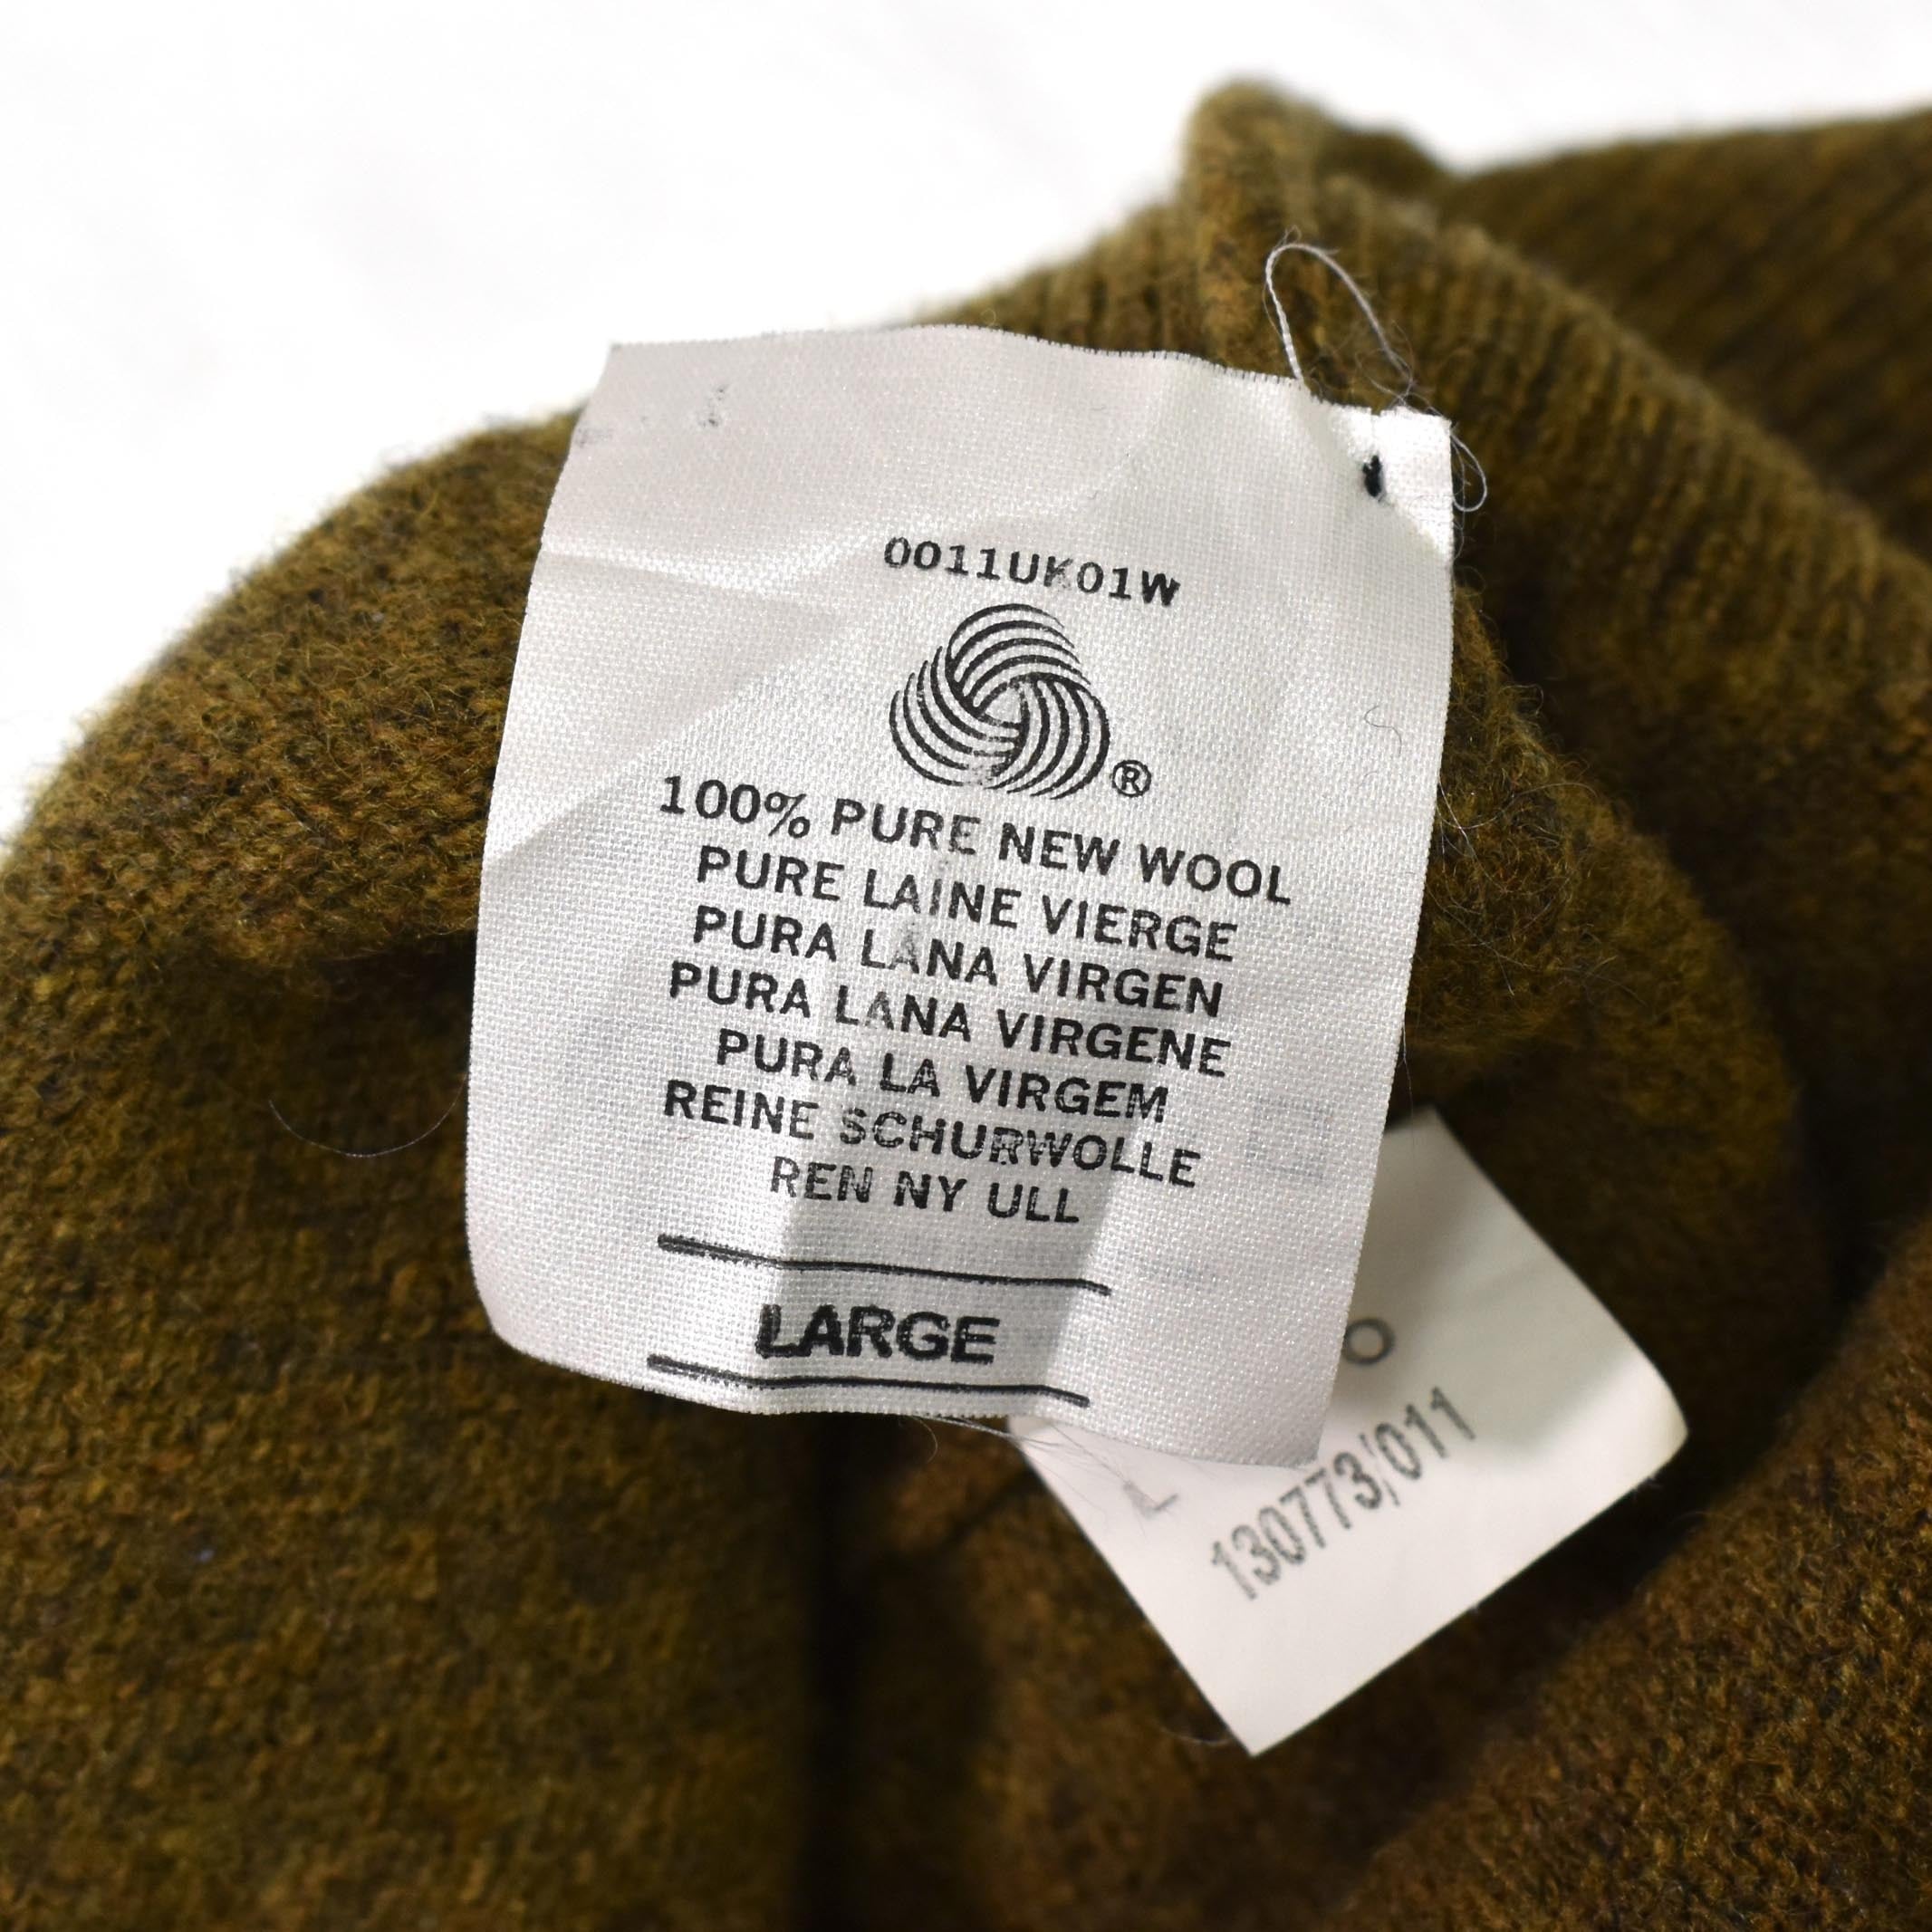 0011UK01W
®
100% PURE NEW WOOL
PURE LAINE VIERGE
PURA LANA VIRGEN
PURA LANA VIRGENE
PURA LA VIRGEM
REINE SCHURWOLLE
REN NY ULL
LARGE
O
L
130773/011